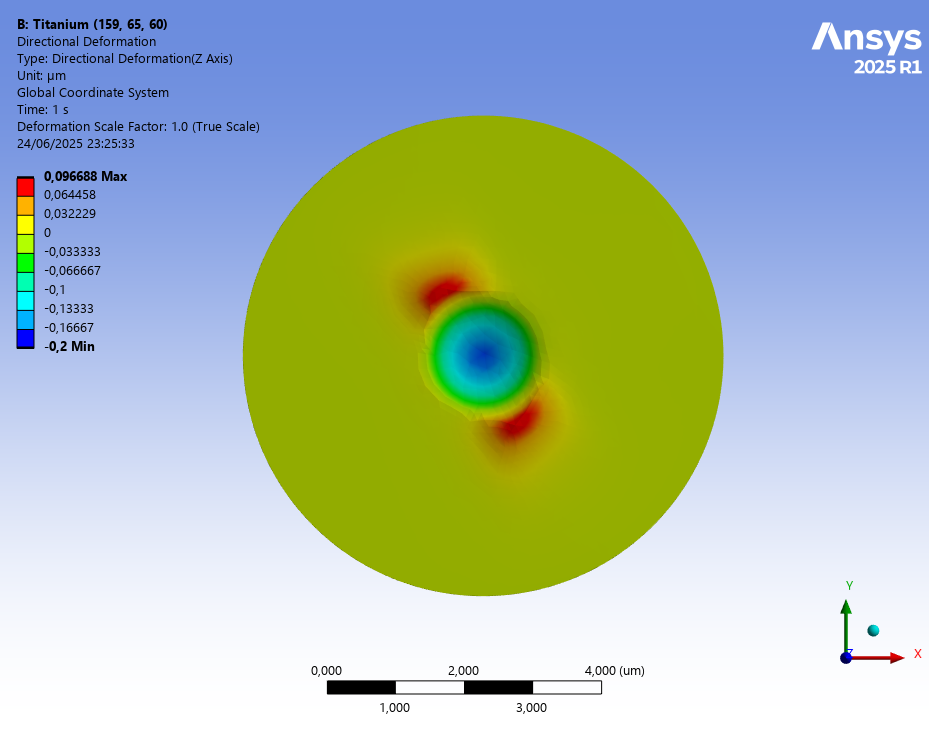 B: Titanium (159, 65, 60)
Directional Deformation
Type: Directional Deformation(Z Axis)
Unit: µm
Global Coordinate System
Time: 1 s
Deformation Scale Factor: 1.0 (True Scale)
24/06/2025 23:25:33
Ansys
2025 R1
0,096688 Max
0,064458
0,032229
0
-0,033333
-0,066667
-0,1
-0,13333
-0,16667
-0,2 Min
Y
Z
X
0,000
2,000
4,000 (um)
1,000
3,000